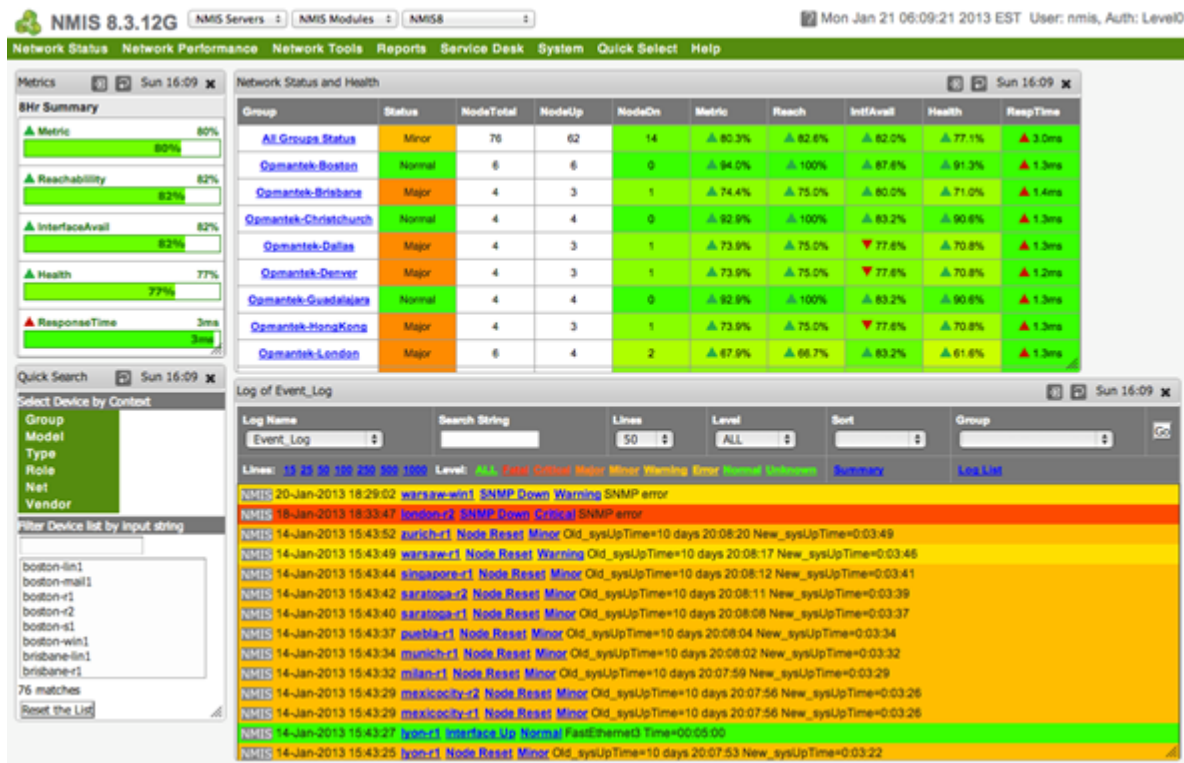 NMIS 8.3.12G NMIS Servers NMIS Modules NMIS8 Mon Jan 21 06:09:21 2013 EST User: nmis, Auth: Level0
Network Status Network Performance Network Tools Reports Service Desk System Quick Select Help
Metrics Sun 16:09
8Hr Summary
Metric 80%
80%
Reachability 82%
82%
InterfaceAvail 82%
82%
Health 77%
77%
ResponseTime 3ms
3ms
Network Status and Health Sun 16:09
Group Status NodeTotal NodeUp NodeDn Metric Reach IntfAvail Health RespTime
All Groups Status Minor 76 62 14 80.3% 82.6% 82.0% 77.1% 3.0ms
Opmantek-Boston Normal 6 6 0 94.0% 100% 87.6% 91.3% 1.3ms
Opmantek-Brisbane Major 4 3 1 74.4% 75.0% 80.0% 71.0% 1.4ms
Opmantek-Christchurch Normal 4 4 0 92.9% 100% 83.2% 90.6% 1.3ms
Opmantek-Dallas Major 4 3 1 73.9% 75.0% 77.6% 70.8% 1.3ms
Opmantek-Denver Major 4 3 1 73.9% 75.0% 77.6% 70.8% 1.2ms
Opmantek-Guadalajara Normal 4 4 0 92.9% 100% 83.2% 90.6% 1.3ms
Opmantek-HongKong Major 4 3 1 73.9% 75.0% 77.6% 70.8% 1.3ms
Opmantek-London Major 6 4 2 67.9% 66.7% 83.2% 61.6% 1.3ms
Quick Search Sun 16:09
Select Device by Context
Group
Model
Type
Role
Net
Vendor
Filter Device list by input string
boston-lin1
boston-mail1
boston-r1
boston-r2
boston-s1
boston-win1
brisbane-lin1
brisbane-r1
76 matches
Reset the List
Log of Event_Log Sun 16:09
Log Name Search String Lines Level Sort Group
Event_Log 50 ALL Go
Lines: 15 25 50 100 250 500 1000 Level: ALL Fatal Critical Major Minor Warning Error Normal Unknown Summary Log List
NMIS 20-Jan-2013 18:29:02 warsaw-win1 SNMP Down Warning SNMP error
NMIS 18-Jan-2013 18:33:47 london-r2 SNMP Down Critical SNMP error
NMIS 14-Jan-2013 15:43:52 zurich-r1 Node Reset Minor Old_sysUpTime=10 days 20:08:20 New_sysUpTime=0:03:49
NMIS 14-Jan-2013 15:43:49 warsaw-r1 Node Reset Warning Old_sysUpTime=10 days 20:08:17 New_sysUpTime=0:03:46
NMIS 14-Jan-2013 15:43:44 singapore-r1 Node Reset Minor Old_sysUpTime=10 days 20:08:12 New_sysUpTime=0:03:41
NMIS 14-Jan-2013 15:43:42 saratoga-r2 Node Reset Minor Old_sysUpTime=10 days 20:08:11 New_sysUpTime=0:03:39
NMIS 14-Jan-2013 15:43:40 saratoga-r1 Node Reset Minor Old_sysUpTime=10 days 20:08:08 New_sysUpTime=0:03:37
NMIS 14-Jan-2013 15:43:37 puebla-r1 Node Reset Minor Old_sysUpTime=10 days 20:08:04 New_sysUpTime=0:03:34
NMIS 14-Jan-2013 15:43:34 munich-r1 Node Reset Minor Old_sysUpTime=10 days 20:08:02 New_sysUpTime=0:03:32
NMIS 14-Jan-2013 15:43:32 milan-r1 Node Reset Minor Old_sysUpTime=10 days 20:07:59 New_sysUpTime=0:03:29
NMIS 14-Jan-2013 15:43:29 mexicocity-r2 Node Reset Minor Old_sysUpTime=10 days 20:07:56 New_sysUpTime=0:03:26
NMIS 14-Jan-2013 15:43:29 mexicocity-r1 Node Reset Minor Old_sysUpTime=10 days 20:07:56 New_sysUpTime=0:03:26
NMIS 14-Jan-2013 15:43:27 lyon-r1 Interface Up Normal FastEthernet3 Time=00:05:00
NMIS 14-Jan-2013 15:43:25 lyon-r1 Node Reset Minor Old_sysUpTime=10 days 20:07:53 New_sysUpTime=0:03:22